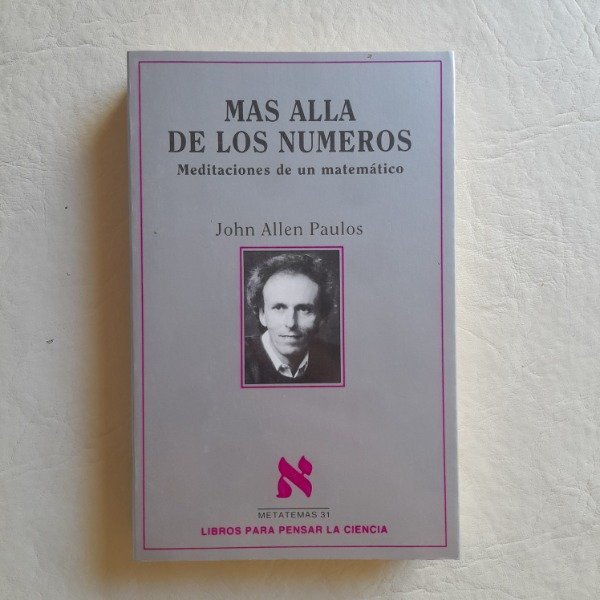 MAS ALLA
DE LOS NUMEROS
Meditaciones de un matemático
John Allen Paulos
א
METATEMAS 31
LIBROS PARA PENSAR LA CIENCIA